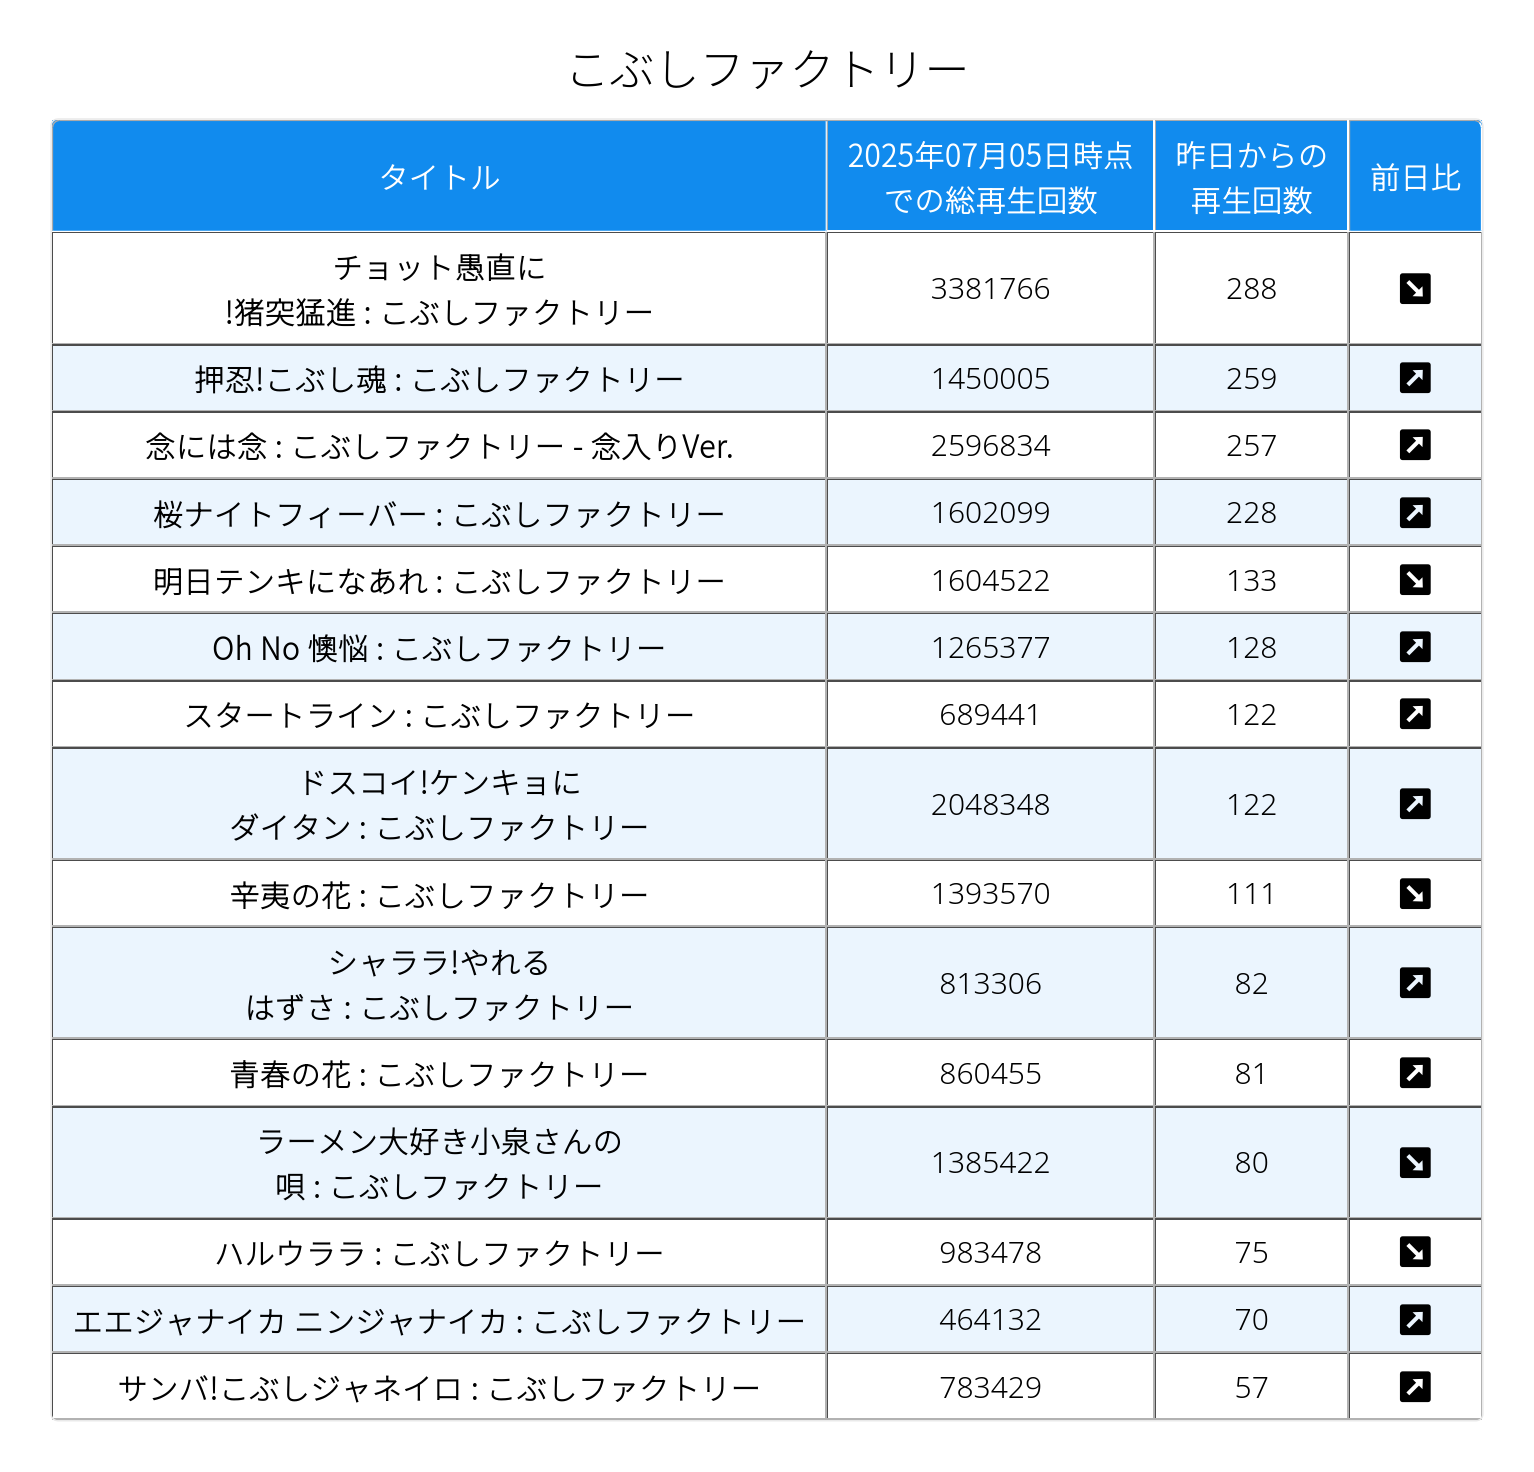 こぶしファクトリー
タイトル
2025年07月05日時点
での総再生回数
昨日からの
再生回数
前日比
チョット愚直に
!猪突猛進 : こぶしファクトリー
3381766
288
押忍!こぶし魂 : こぶしファクトリー
1450005
259
念には念 : こぶしファクトリー - 念入りVer.
2596834
257
桜ナイトフィーバー : こぶしファクトリー
1602099
228
明日テンキになあれ : こぶしファクトリー
1604522
133
Oh No 懊悩 : こぶしファクトリー
1265377
128
スタートライン : こぶしファクトリー
689441
122
ドスコイ!ケンキョに
ダイタン : こぶしファクトリー
2048348
122
辛夷の花 : こぶしファクトリー
1393570
111
シャララ!やれる
はずさ : こぶしファクトリー
813306
82
青春の花 : こぶしファクトリー
860455
81
ラーメン大好き小泉さんの
唄 : こぶしファクトリー
1385422
80
ハルウララ : こぶしファクトリー
983478
75
エエジャナイカ ニンジャナイカ : こぶしファクトリー
464132
70
サンバ!こぶしジャネイロ : こぶしファクトリー
783429
57